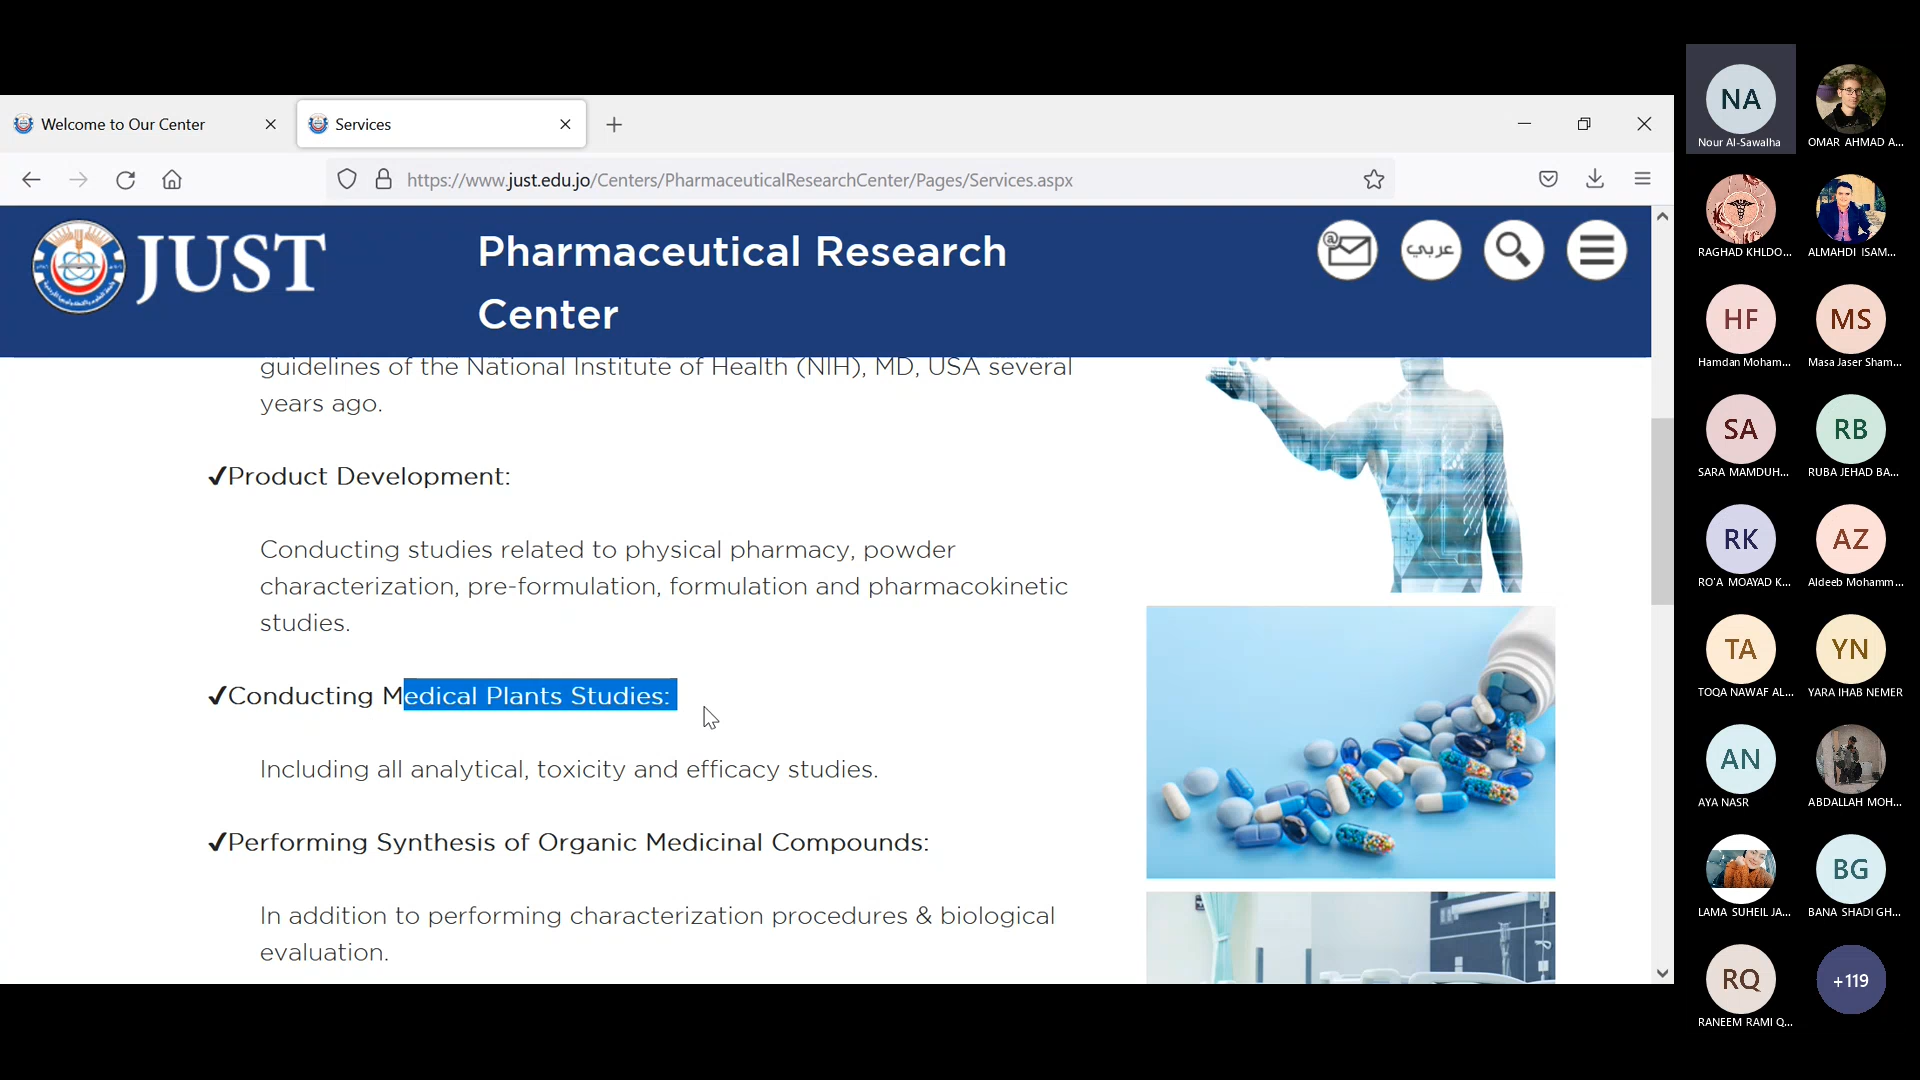 Welcome to Our Center
Services
https://www.just.edu.jo/Centers/PharmaceuticalResearchCenter/Pages/Services.aspx
JUST
Pharmaceutical Research
Center
@
عربي
guidelines of the National Institute of Health (NIH), MD, USA several
years ago.
✓Product Development:
Conducting studies related to physical pharmacy, powder
characterization, pre-formulation, formulation and pharmacokinetic
studies.
✓Conducting Medical Plants Studies:
Including all analytical, toxicity and efficacy studies.
✓Performing Synthesis of Organic Medicinal Compounds:
In addition to performing characterization procedures & biological
evaluation.
NA
Nour Al-Sawalha
OMAR AHMAD A...
RAGHAD KHLDO...
ALMAHDI ISAM...
HF
Hamdan Moham...
MS
Masa Jaser Sham...
SA
SARA MAMDUH...
RB
RUBA JEHAD BA...
RK
RO'A MOAYAD K...
AZ
Aldeeb Mohamm...
TA
TOQA NAWAF AL...
YN
YARA IHAB NEMER
AN
AYA NASR
ABDALLAH MOH...
LAMA SUHEIL JA...
BG
BANA SHADI GH...
RQ
RANEEM RAMI Q...
+119